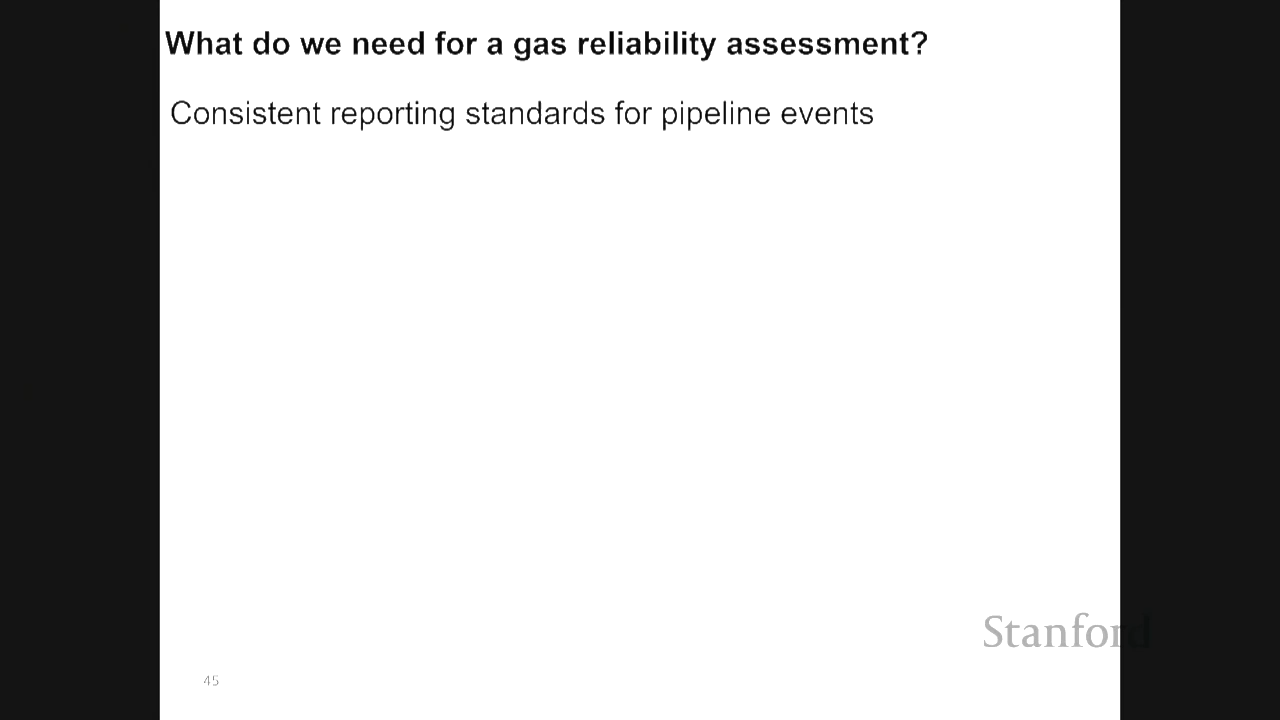 What do we need for a gas reliability assessment?
Consistent reporting standards for pipeline events
Stanford
45